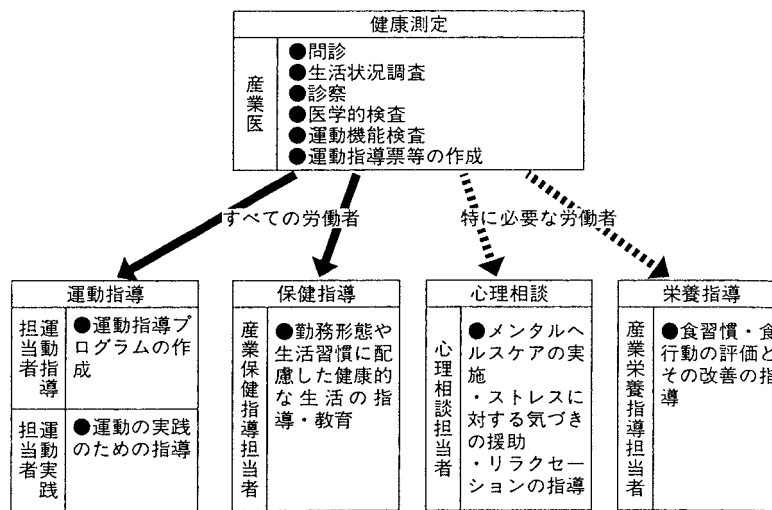 健康測定
産業医
●問診
●生活状況調査
●診察
●医学的検査
●運動機能検査
●運動指導票等の作成
すべての労働者
特に必要な労働者
運動指導
運動指導
担当者
●運動指導プ
ログラムの作
成
運動実践
担当者
●運動の実践
のための指導
保健指導
産業保健指導担当者
●勤務形態や
生活習慣に配
慮した健康的
な生活の指
導・教育
心理相談
心理相談担当者
●メンタルヘ
ルスケアの実
施
・ストレスに
対する気づき
の援助
・リラクセー
ションの指導
栄養指導
産業栄養指導担当者
●食習慣・食
行動の評価と
その改善の指
導